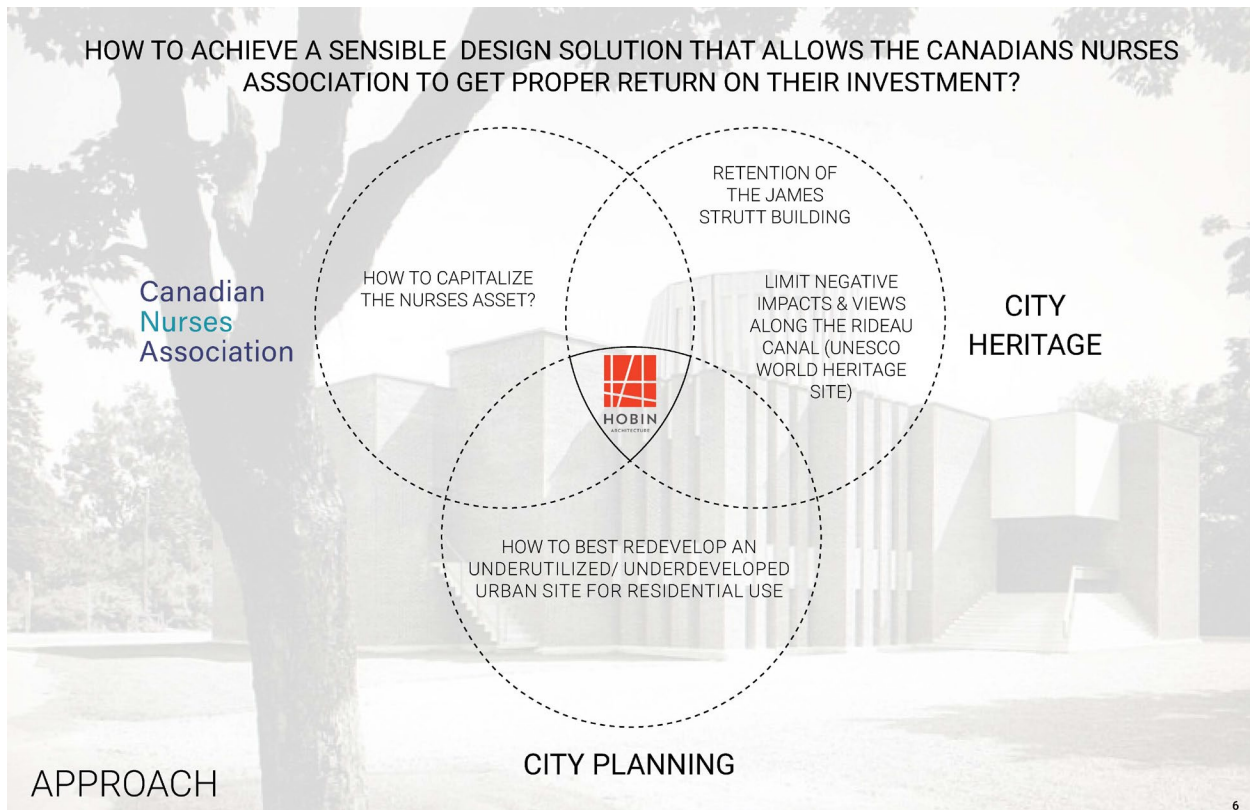 HOW TO ACHIEVE A SENSIBLE DESIGN SOLUTION THAT ALLOWS THE CANADIANS NURSES
ASSOCIATION TO GET PROPER RETURN ON THEIR INVESTMENT?
RETENTION OF
THE JAMES
STRUTT BUILDING
HOW TO CAPITALIZE
THE NURSES ASSET?
LIMIT NEGATIVE
IMPACTS & VIEWS
ALONG THE RIDEAU
CANAL (UNESCO
WORLD HERITAGE
SITE)
Canadian
Nurses
Association
CITY
HERITAGE
HOBIN
ARCHITECTURE
HOW TO BEST REDEVELOP AN
UNDERUTILIZED/ UNDERDEVELOPED
URBAN SITE FOR RESIDENTIAL USE
CITY PLANNING
APPROACH
6